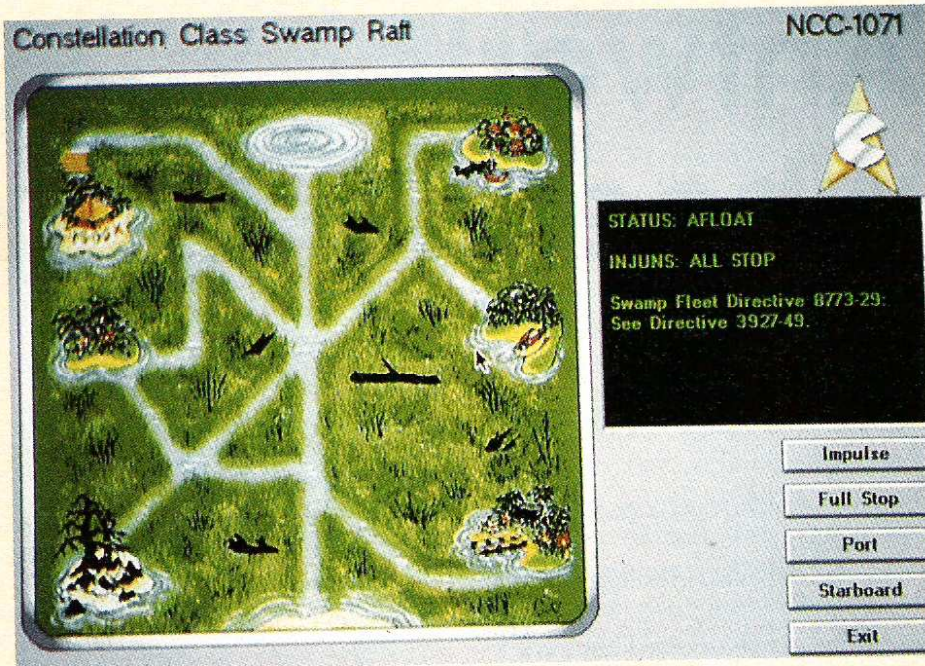 Constellation Class Swamp Raft
NCC-1071
STATUS: AFLOAT
INJUNS: ALL STOP
Swamp Fleet Directive 8773-29:
See Directive 3927-49.
Impulse
Full Stop
Port
Starboard
Exit